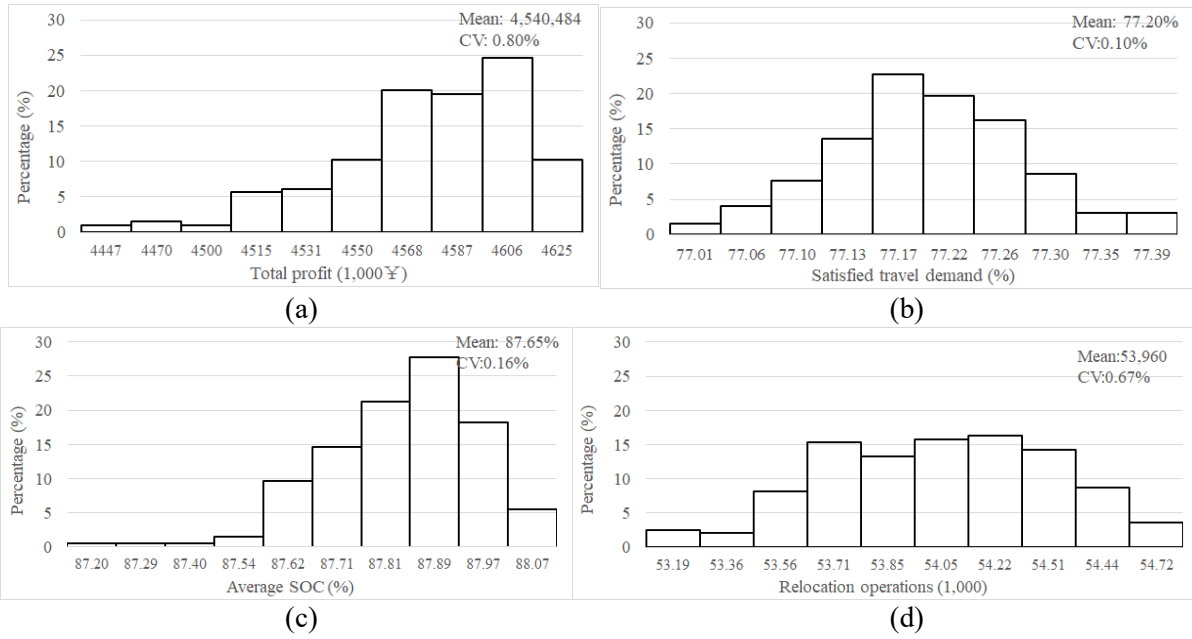 Mean: 4,540,484
CV: 0.80%
30
25
20
15
10
5
0
Percentage (%)
4447 4470 4500 4515 4531 4550 4568 4587 4606 4625
Total profit (1,000￥)
(a)
Mean: 77.20%
CV:0.10%
30
25
20
15
10
5
0
Percentage (%)
77.01 77.06 77.10 77.13 77.17 77.22 77.26 77.30 77.35 77.39
Satisfied travel demand (%)
(b)
Mean: 87.65%
CV:0.16%
30
25
20
15
10
5
0
Percentage (%)
87.20 87.29 87.40 87.54 87.62 87.71 87.81 87.89 87.97 88.07
Average SOC (%)
(c)
Mean:53,960
CV:0.67%
30
25
20
15
10
5
0
Percentage (%)
53.19 53.36 53.56 53.71 53.85 54.05 54.22 54.51 54.44 54.72
Relocation operations (1,000)
(d)